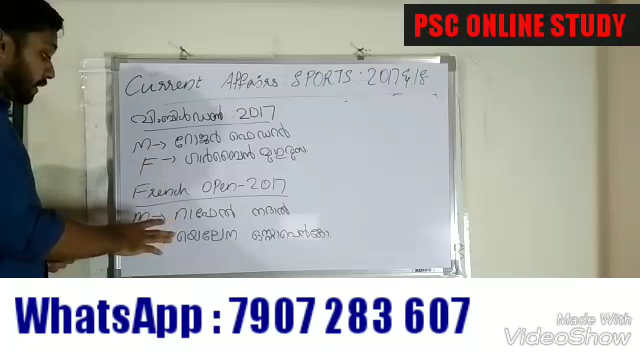 PSC ONLINE STUDY
Current Affairs SPORTS : 2017 & 18
വിംബിൾഡൺ 2017
M → റോജർ ഫെഡറർ
F → ഗാർബൈൻ മുഗുരുസ
French Open - 2017
M → റാഫേൽ നദാൽ
യെലേന ഒസ്റ്റാപെൻകോ
WhatsApp : 7907 283 607
Made With
VideoShow